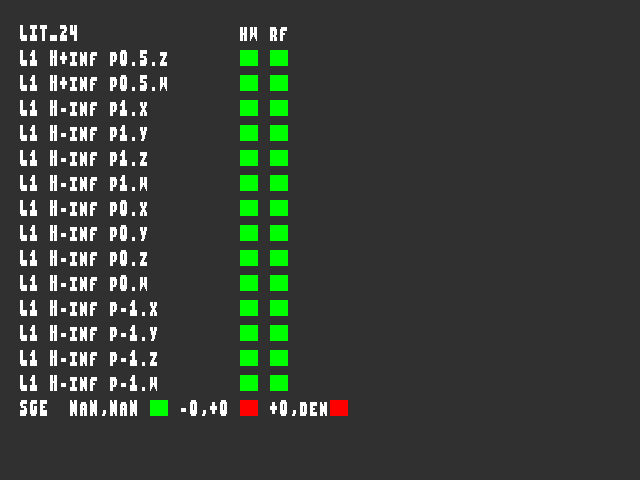 LIT_24 HW RF
L1 H+INF P0.5.Z
L1 H+INF P0.5.W
L1 H-INF P1.X
L1 H-INF P1.Y
L1 H-INF P1.Z
L1 H-INF P1.W
L1 H-INF P0.X
L1 H-INF P0.Y
L1 H-INF P0.Z
L1 H-INF P0.W
L1 H-INF P-1.X
L1 H-INF P-1.Y
L1 H-INF P-1.Z
L1 H-INF P-1.W
SGE NAN,NAN -0,+0 +0,DEN